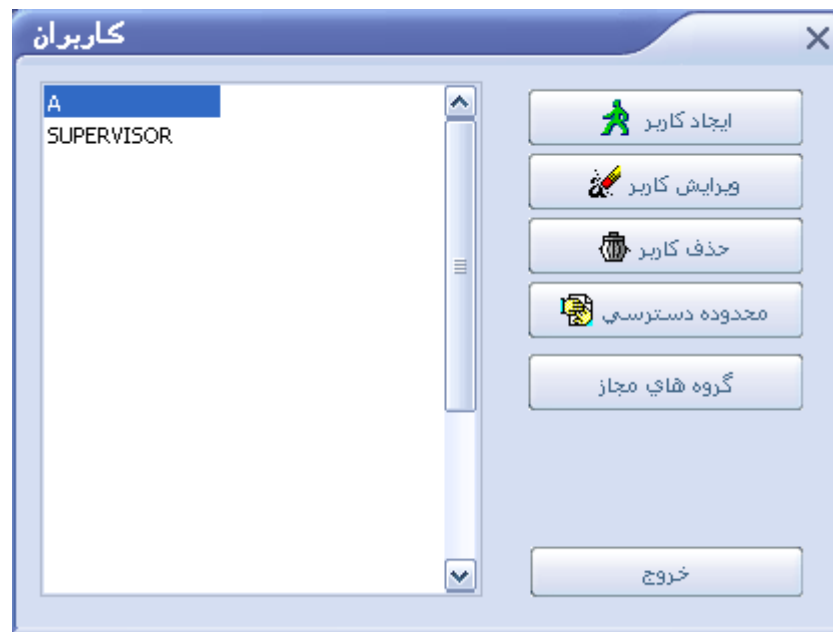 کاربران
A
SUPERVISOR
ایجاد کاربر
ویرایش کاربر
حذف کاربر
محدوده دسترسي
گروه هاي مجاز
خروج